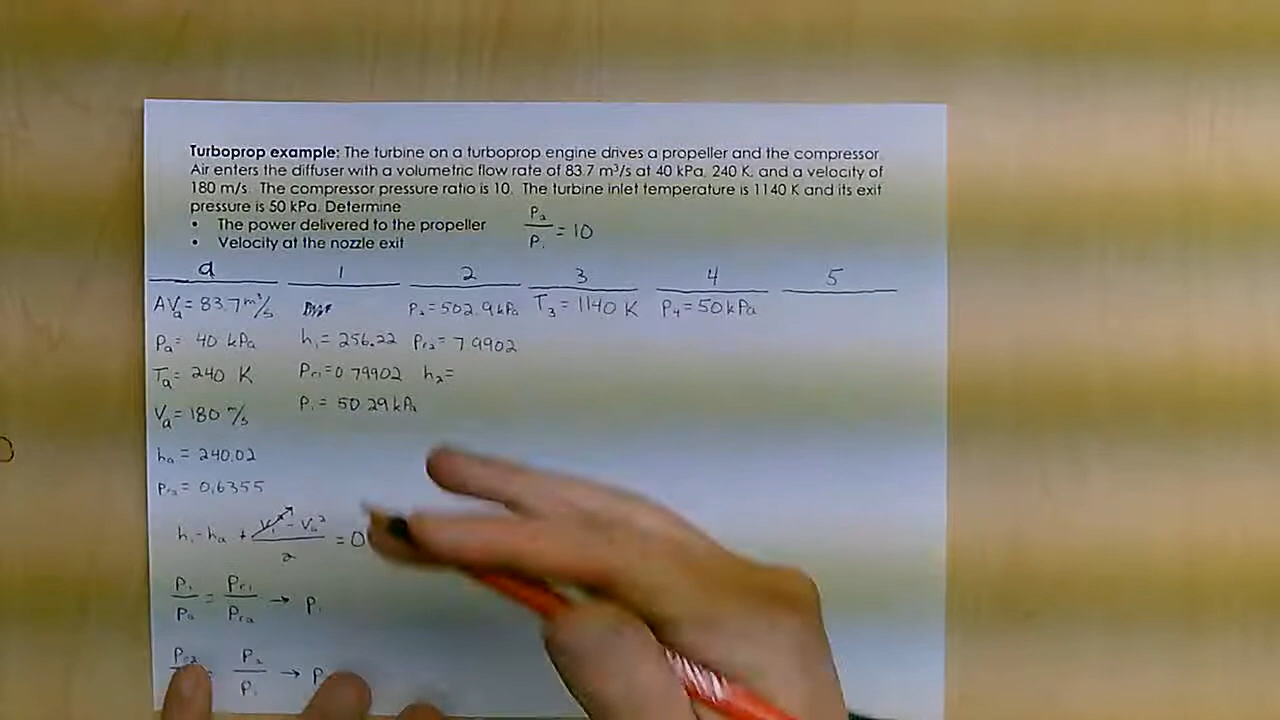 Turboprop example: The turbine on a turboprop engine drives a propeller and the compressor.
Air enters the diffuser with a volumetric flow rate of 83.7 m³/s at 40 kPa, 240 K, and a velocity of
180 m/s. The compressor pressure ratio is 10. The turbine inlet temperature is 1140 K and its exit
pressure is 50 kPa. Determine
• The power delivered to the propeller
• Velocity at the nozzle exit
P₂/P₁ = 10
a 1 2 3 4 5
AVₐ = 83.7 m³/s P₂ = 502.9 kPa T₃ = 1140 K P₄ = 50 kPa
Pₐ = 40 kPa h₁ = 256.22 Pr₂ = 7.9902
Tₐ = 240 K Pr₁ = 0.79902 h₂ =
Vₐ = 180 m/s P₁ = 50.29 kPa
hₐ = 240.02
Prₐ = 0.6355
h₁ - hₐ + (V₁² - Vₐ²)/2 = 0
P₁/Pₐ = Pr₁/Prₐ → P₁
Pr₂ = P₂/P₁ → P